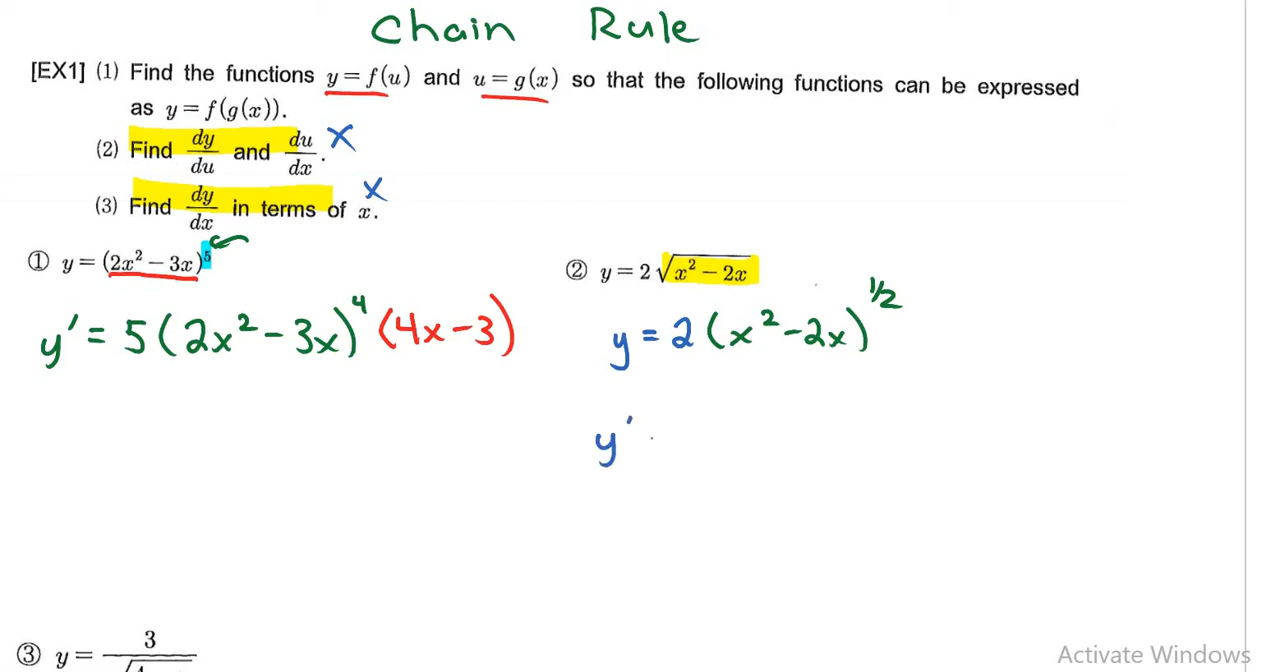 Chain Rule
[EX1] (1) Find the functions y = f(u) and u = g(x) so that the following functions can be expressed
as y = f(g(x)).
(2) Find dy/du and du/dx. X
(3) Find dy/dx in terms of x. X
① y = (2x² − 3x)⁵
② y = 2√(x² − 2x)
y' = 5(2x² − 3x)⁴ (4x − 3)
y = 2(x² − 2x)^1/2
y'
③ y = 3
Activate Windows